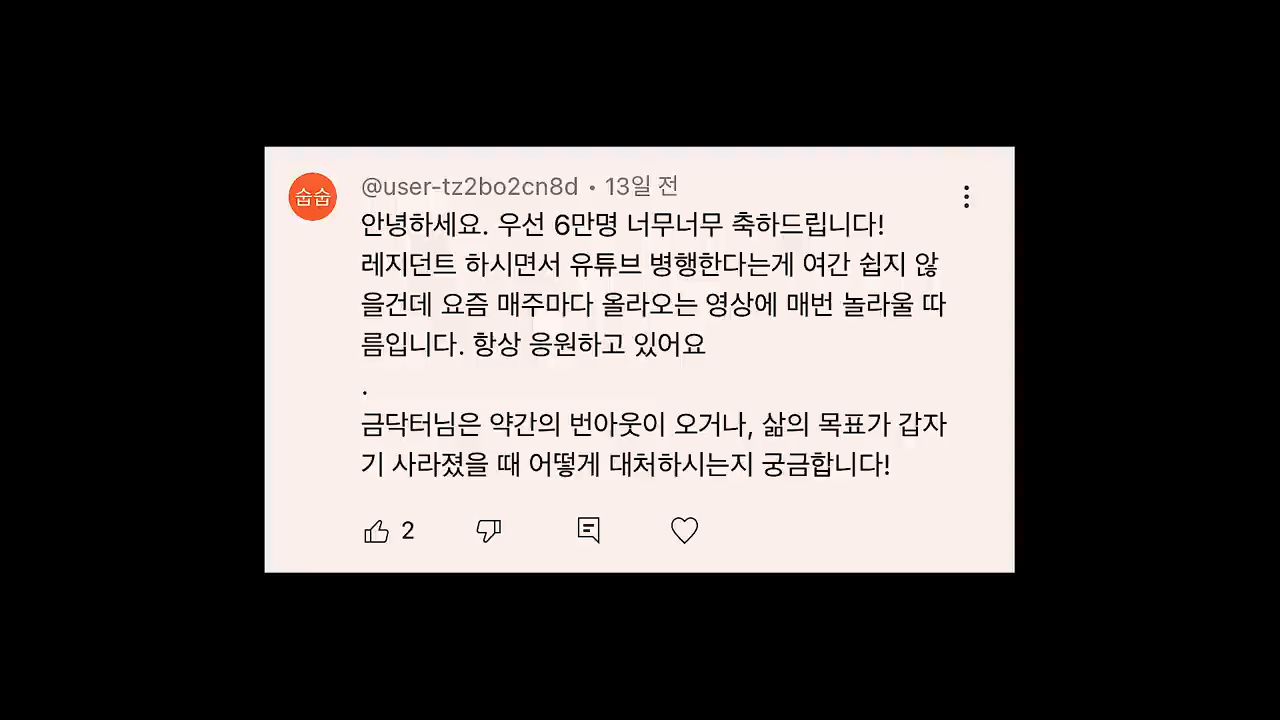 숩숩
@user-tz2bo2cn8d • 13일 전
안녕하세요. 우선 6만명 너무너무 축하드립니다!
레지던트 하시면서 유튜브 병행한다는게 여간 쉽지 않
을건데 요즘 매주마다 올라오는 영상에 매번 놀라울 따
름입니다. 항상 응원하고 있어요
.
금닥터님은 약간의 번아웃이 오거나, 삶의 목표가 갑자
기 사라졌을 때 어떻게 대처하시는지 궁금합니다!
2